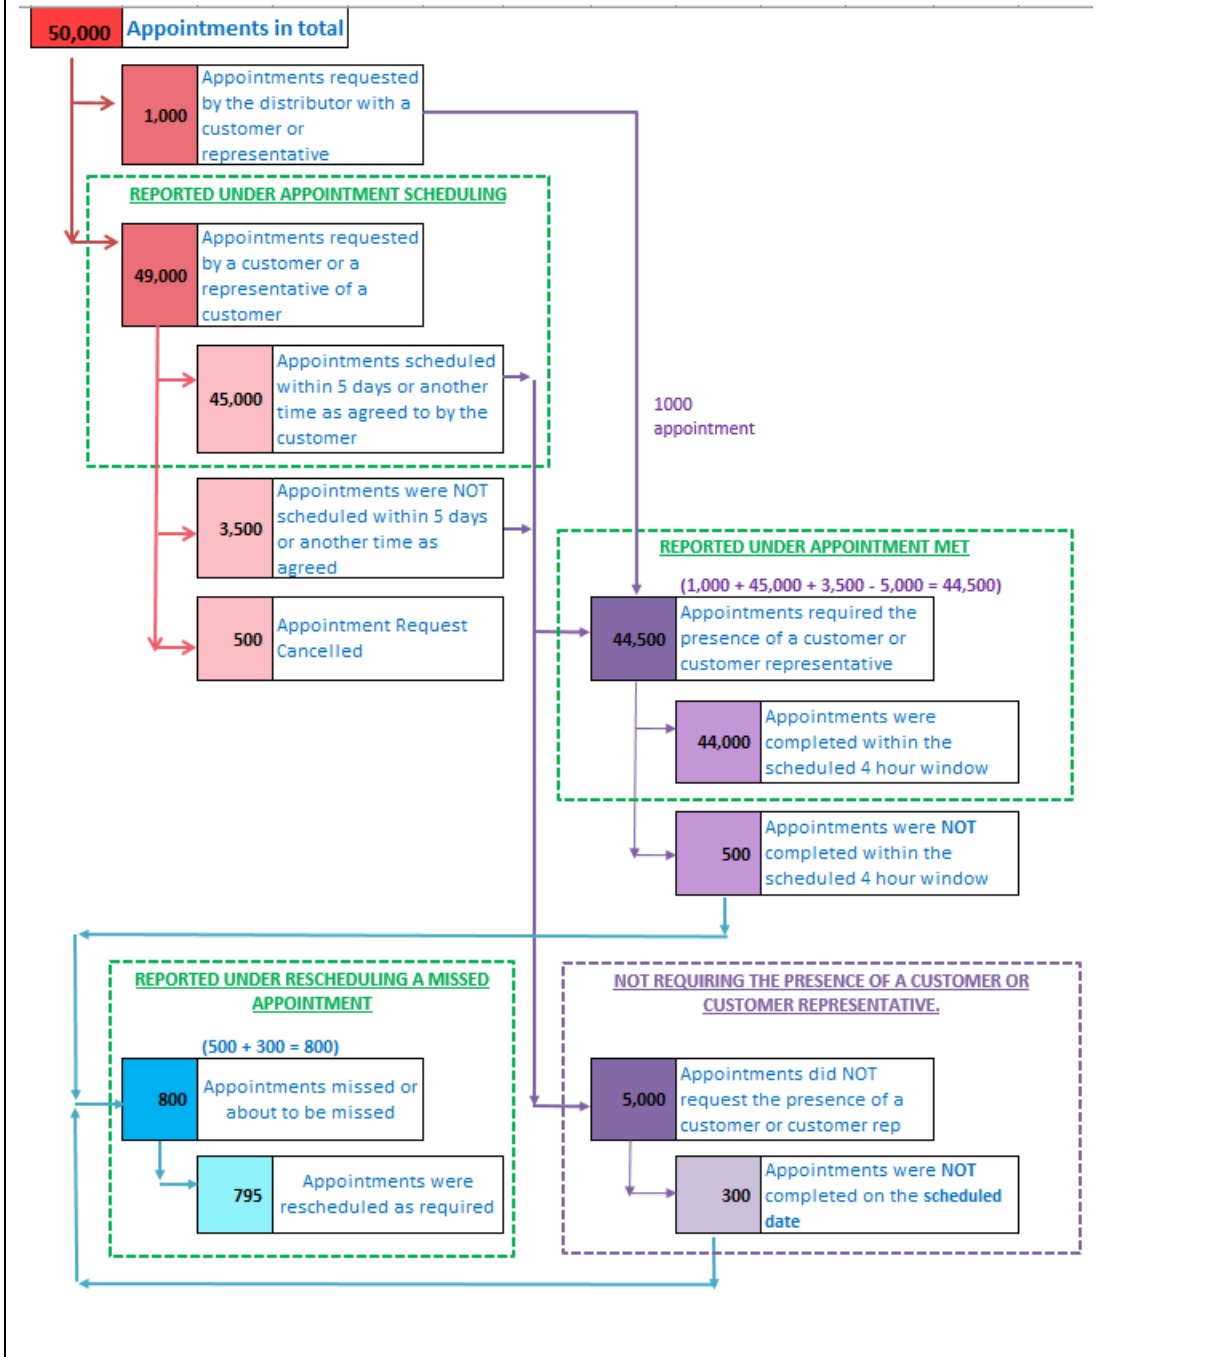 50,000 Appointments in total
1,000
Appointments requested
by the distributor with a
customer or
representative
REPORTED UNDER APPOINTMENT SCHEDULING
49,000
Appointments requested
by a customer or a
representative of a
customer
45,000
Appointments scheduled
within 5 days or another
time as agreed to by the
customer
1000
appointment
3,500
Appointments were NOT
scheduled within 5 days
or another time as
agreed
500
Appointment Request
Cancelled
REPORTED UNDER APPOINTMENT MET
(1,000 + 45,000 + 3,500 - 5,000 = 44,500)
44,500
Appointments required the
presence of a customer or
customer representative
44,000
Appointments were
completed within the
scheduled 4 hour window
500
Appointments were NOT
completed within the
scheduled 4 hour window
REPORTED UNDER RESCHEDULING A MISSED
APPOINTMENT
(500 + 300 = 800)
800
Appointments missed or
about to be missed
795
Appointments were
rescheduled as required
NOT REQUIRING THE PRESENCE OF A CUSTOMER OR
CUSTOMER REPRESENTATIVE.
5,000
Appointments did NOT
request the presence of a
customer or customer rep
300
Appointments were NOT
completed on the scheduled
date